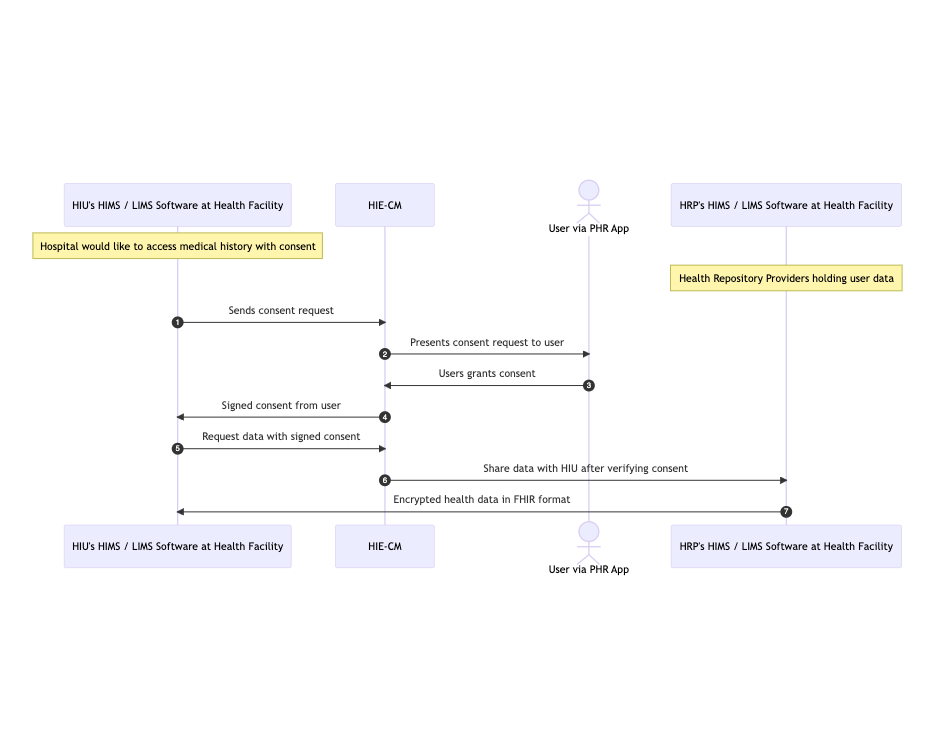 HIU's HIMS / LIMS Software at Health Facility
HIE-CM
User via PHR App
HRP's HIMS / LIMS Software at Health Facility
Hospital would like to access medical history with consent
Health Repository Providers holding user data
Sends consent request
1
Presents consent request to user
2
Users grants consent
3
Signed consent from user
4
Request data with signed consent
5
Share data with HIU after verifying consent
6
Encrypted health data in FHIR format
7
HIU's HIMS / LIMS Software at Health Facility
HIE-CM
User via PHR App
HRP's HIMS / LIMS Software at Health Facility